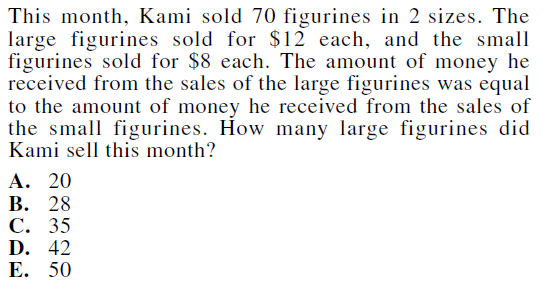 This month, Kami sold 70 figurines in 2 sizes. The
large figurines sold for $12 each, and the small
figurines sold for $8 each. The amount of money he
received from the sales of the large figurines was equal
to the amount of money he received from the sales of
the small figurines. How many large figurines did
Kami sell this month?
A. 20
B. 28
C. 35
D. 42
E. 50